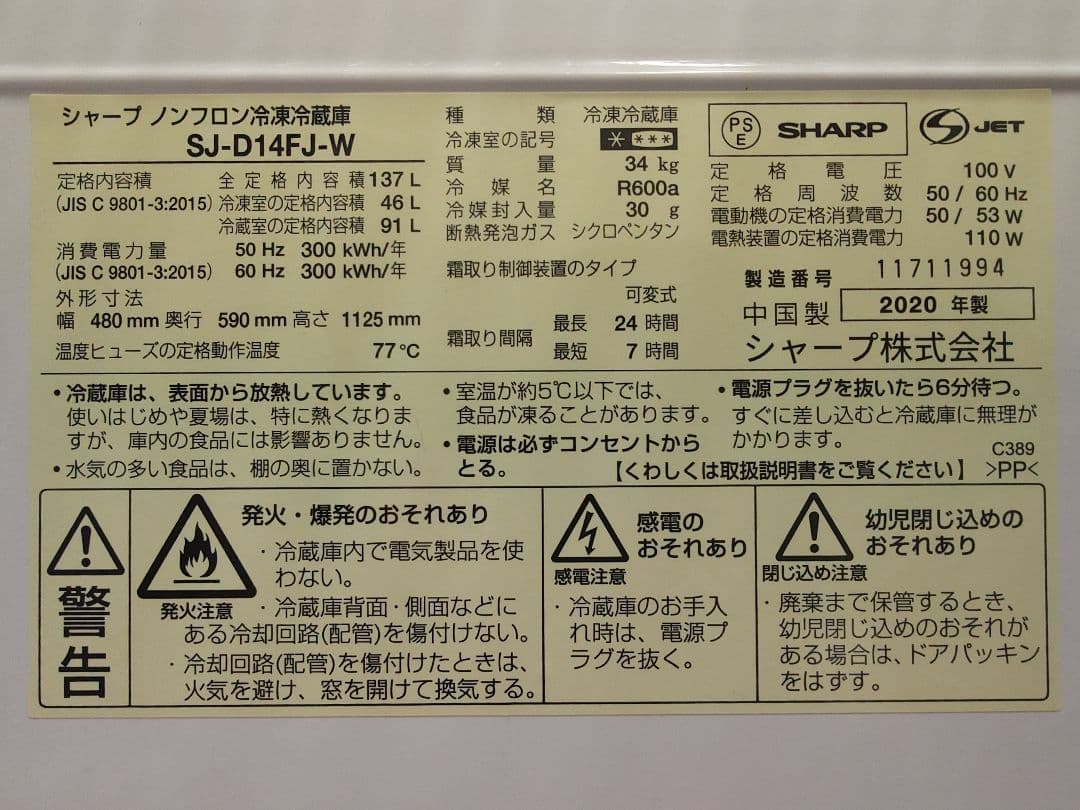 シャープ ノンフロン冷凍冷蔵庫
SJ-D14FJ-W
定格内容積 全定格内容積 137 L
(JIS C 9801-3:2015) 冷凍室の定格内容積 46 L
冷蔵室の定格内容積 91 L
消費電力量 50 Hz 300 kWh/年
(JIS C 9801-3:2015) 60 Hz 300 kWh/年
外形寸法
幅 480 mm 奥行 590 mm 高さ 1125 mm
温度ヒューズの定格動作温度 77℃
種類 冷凍冷蔵庫
冷凍室の記号
質量 34 kg
冷媒名 R600a
冷媒封入量 30 g
断熱発泡ガス シクロペンタン
霜取り制御装置のタイプ
可変式
霜取り間隔 最長 24 時間
最短 7 時間
PSE SHARP JET
定格電圧 100 V
定格周波数 50 / 60 Hz
電動機の定格消費電力 50 / 53 W
電熱装置の定格消費電力 110 W
製造番号 11711994
中国製 2020 年製
シャープ株式会社
・冷蔵庫は、表面から放熱しています。
使いはじめや夏場は、特に熱くなりま
すが、庫内の食品には影響ありません。
・水気の多い食品は、棚の奥に置かない。
・室温が約5℃以下では、
食品が凍ることがあります。
・電源は必ずコンセントから
とる。
・電源プラグを抜いたら6分待つ。
すぐに差し込むと冷蔵庫に無理が
かかります。
C389
【くわしくは取扱説明書をご覧ください】 >PP<
警告
発火・爆発のおそれあり
発火注意
・冷蔵庫内で電気製品を使
わない。
・冷蔵庫背面・側面などに
ある冷却回路(配管)を傷付けない。
・冷却回路(配管)を傷付けたときは、
火気を避け、窓を開けて換気する。
感電の
おそれあり
感電注意
・冷蔵庫のお手入
れ時は、電源プ
ラグを抜く。
幼児閉じ込めの
おそれあり
閉じ込め注意
・廃棄まで保管するとき、
幼児閉じ込めのおそれが
ある場合は、ドアパッキン
をはずす。